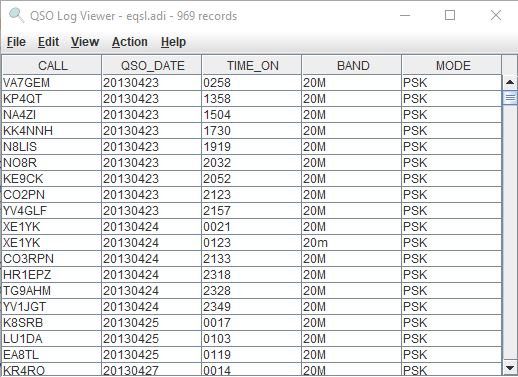 QSO Log Viewer - eqsl.adi - 969 records
File Edit View Action Help
CALL QSO_DATE TIME_ON BAND MODE
VA7GEM 20130423 0258 20M PSK
KP4QT 20130423 1358 20M PSK
NA4ZI 20130423 1504 20M PSK
KK4NNH 20130423 1730 20M PSK
N8LIS 20130423 1919 20M PSK
NO8R 20130423 2032 20M PSK
KE9CK 20130423 2052 20M PSK
CO2PN 20130423 2123 20M PSK
YV4GLF 20130423 2157 20M PSK
XE1YK 20130424 0021 20M PSK
XE1YK 20130424 0123 20m PSK
CO3RPN 20130424 2133 20M PSK
HR1EPZ 20130424 2318 20M PSK
TG9AHM 20130424 2328 20M PSK
YV1JGT 20130424 2349 20M PSK
K8SRB 20130425 0017 20M PSK
LU1DA 20130425 0103 20M PSK
EA8TL 20130425 0119 20M PSK
KR4RO 20130427 0014 20M PSK